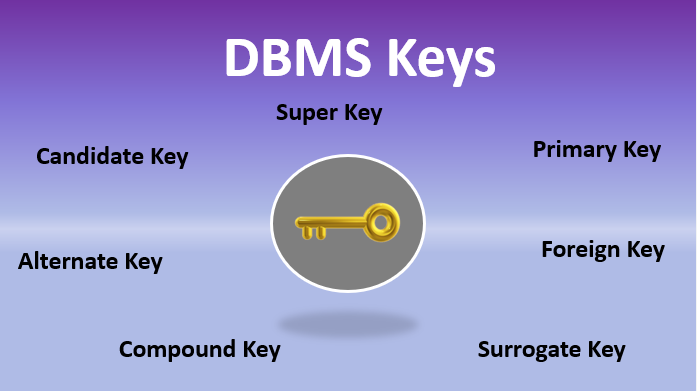 DBMS Keys
Super Key
Candidate Key
Primary Key
Alternate Key
Foreign Key
Compound Key
Surrogate Key